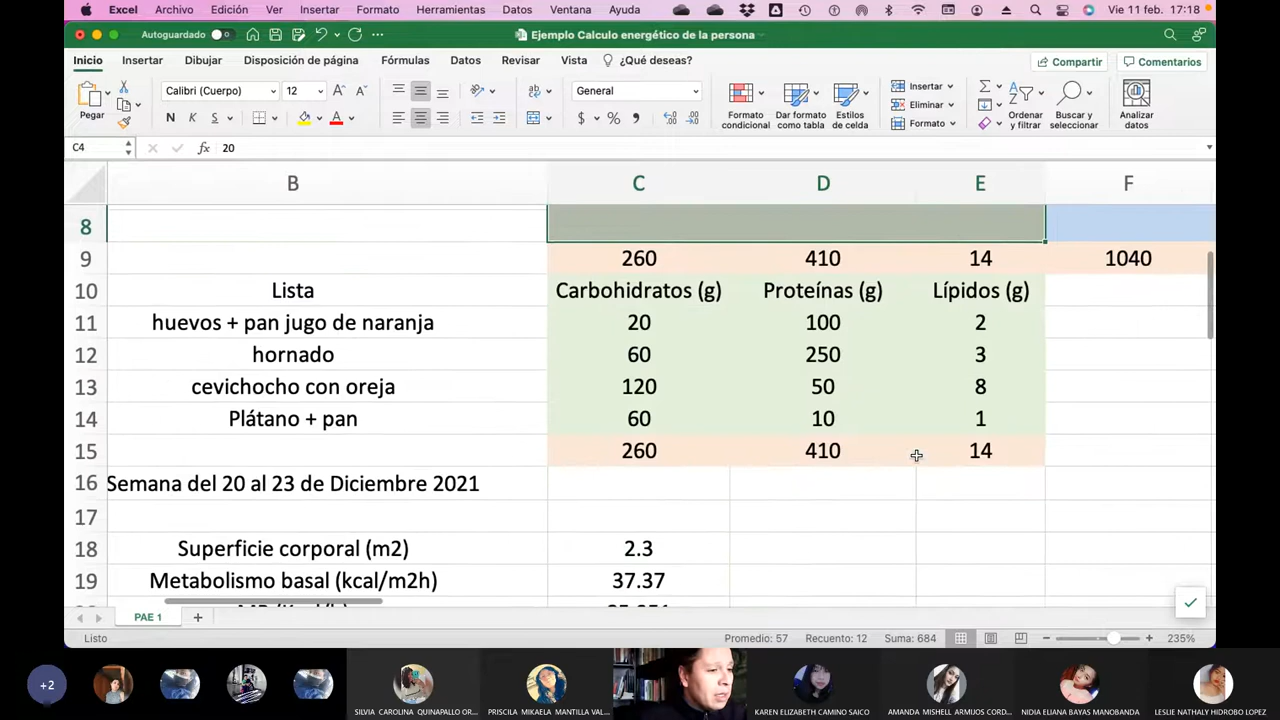 Excel Archivo Edición Ver Insertar Formato Herramientas Datos Ventana Ayuda Vie 11 feb. 17:18
Autoguardado Ejemplo Calculo energético de la persona
Inicio Insertar Dibujar Disposición de página Fórmulas Datos Revisar Vista ¿Qué deseas? Compartir Comentarios
Pegar Calibri (Cuerpo) 12 General Formato condicional Dar formato como tabla Estilos de celda Insertar Eliminar Formato Ordenar y filtrar Buscar y seleccionar Analizar datos
N K S
C4 fx 20
B C D E F
8
9 260 410 14 1040
10 Lista Carbohidratos (g) Proteínas (g) Lípidos (g)
11 huevos + pan jugo de naranja 20 100 2
12 hornado 60 250 3
13 cevichocho con oreja 120 50 8
14 Plátano + pan 60 10 1
15 260 410 14
16 Semana del 20 al 23 de Diciembre 2021
17
18 Superficie corporal (m2) 2.3
19 Metabolismo basal (kcal/m2h) 37.37
PAE 1
Listo Promedio: 57 Recuento: 12 Suma: 684 235%
+2 SILVIA CAROLINA QUINAPALLO OR... PRISCILA MIKAELA MANTILLA VAL... KAREN ELIZABETH CAMINO SAICO AMANDA MISHELL ARMIJOS CORD... NIDIA ELIANA BAYAS MANOBANDA LESLIE NATHALY HIDROBO LOPEZ